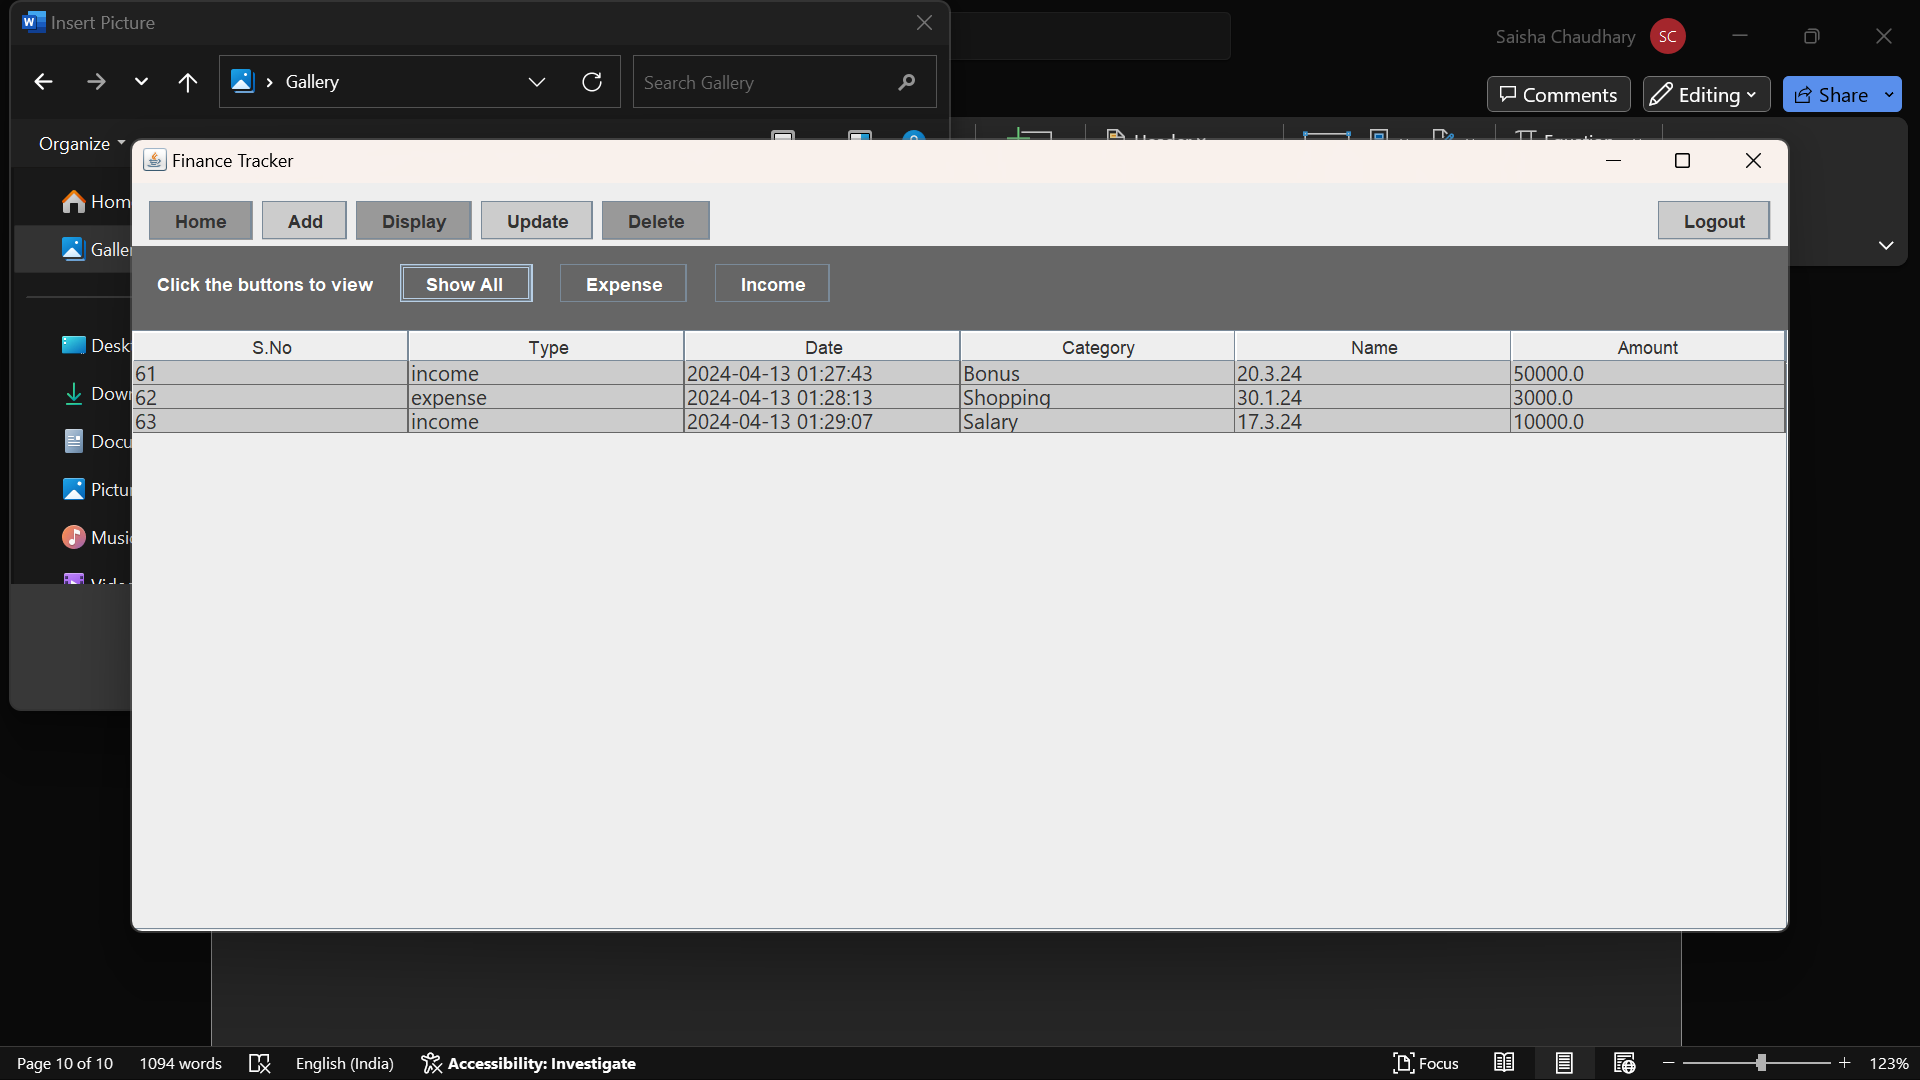 Insert Picture
Saisha Chaudhary SC
Gallery
Search Gallery
Comments
Editing
Share
Organize
Finance Tracker
Home Add Display Update Delete Logout
Click the buttons to view Show All Expense Income
S.No Type Date Category Name Amount
61 income 2024-04-13 01:27:43 Bonus 20.3.24 50000.0
62 expense 2024-04-13 01:28:13 Shopping 30.1.24 3000.0
63 income 2024-04-13 01:29:07 Salary 17.3.24 10000.0
Hom
Galle
Desk
Dow
Docu
Pictu
Musi
Page 10 of 10 1094 words English (India) Accessibility: Investigate Focus 123%